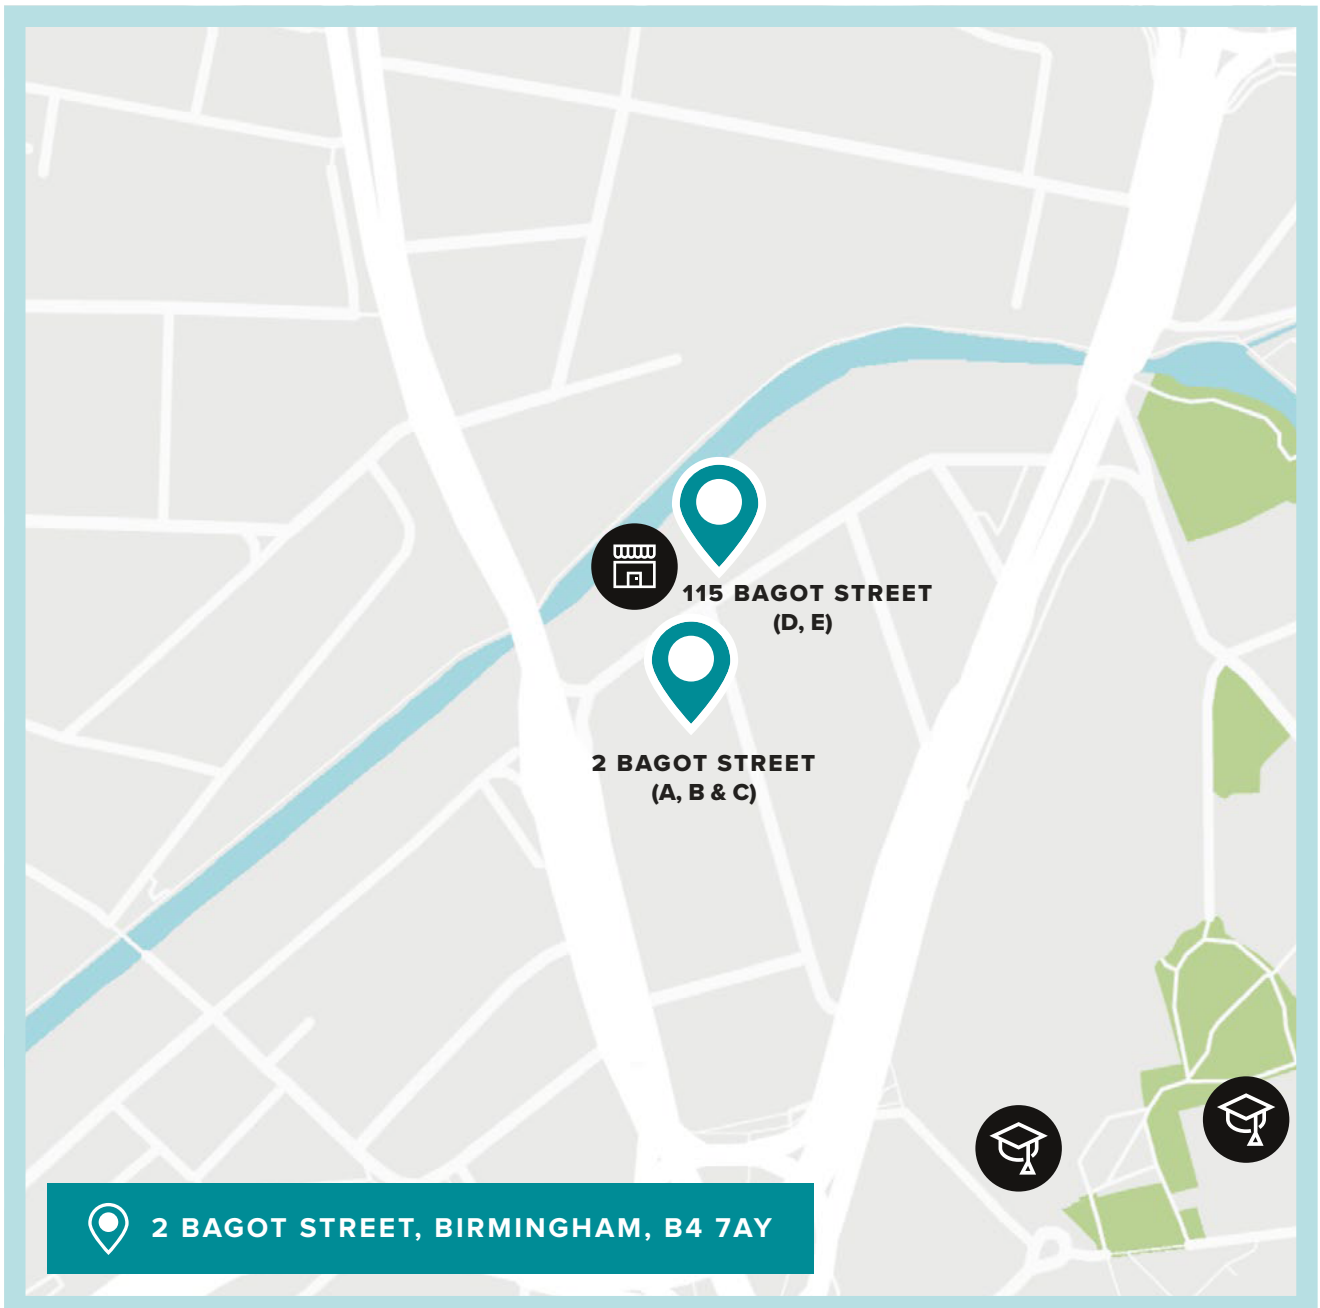 115 BAGOT STREET
(D, E)
2 BAGOT STREET
(A, B & C)
2 BAGOT STREET, BIRMINGHAM, B4 7AY